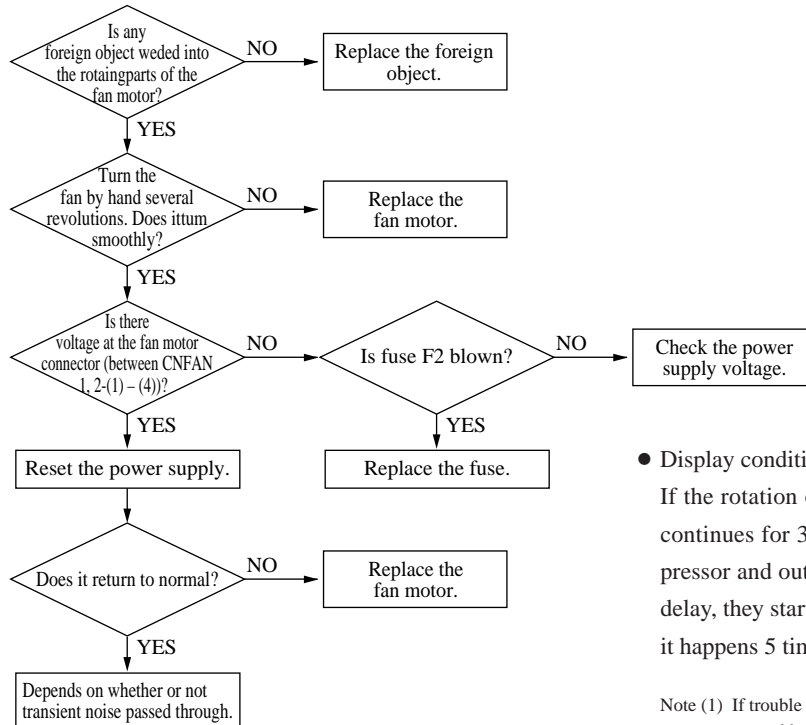 Is any
foreign object weded into
the rotaingparts of the
fan motor?
NO
Replace the foreign
object.
YES
Turn the
fan by hand several
revolutions. Does ittum
smoothly?
NO
Replace the
fan motor.
YES
Is there
voltage at the fan motor
connector (between CNFAN
1, 2-(1) – (4))?
NO
Is fuse F2 blown?
NO
Check the power
supply voltage.
YES
YES
Reset the power supply.
Replace the fuse.
Does it return to normal?
NO
Replace the
fan motor.
YES
Depends on whether or not
transient noise passed through.
● Display conditi
If the rotation
continues for 3
pressor and out
delay, they star
it happens 5 tim
Note (1) If trouble